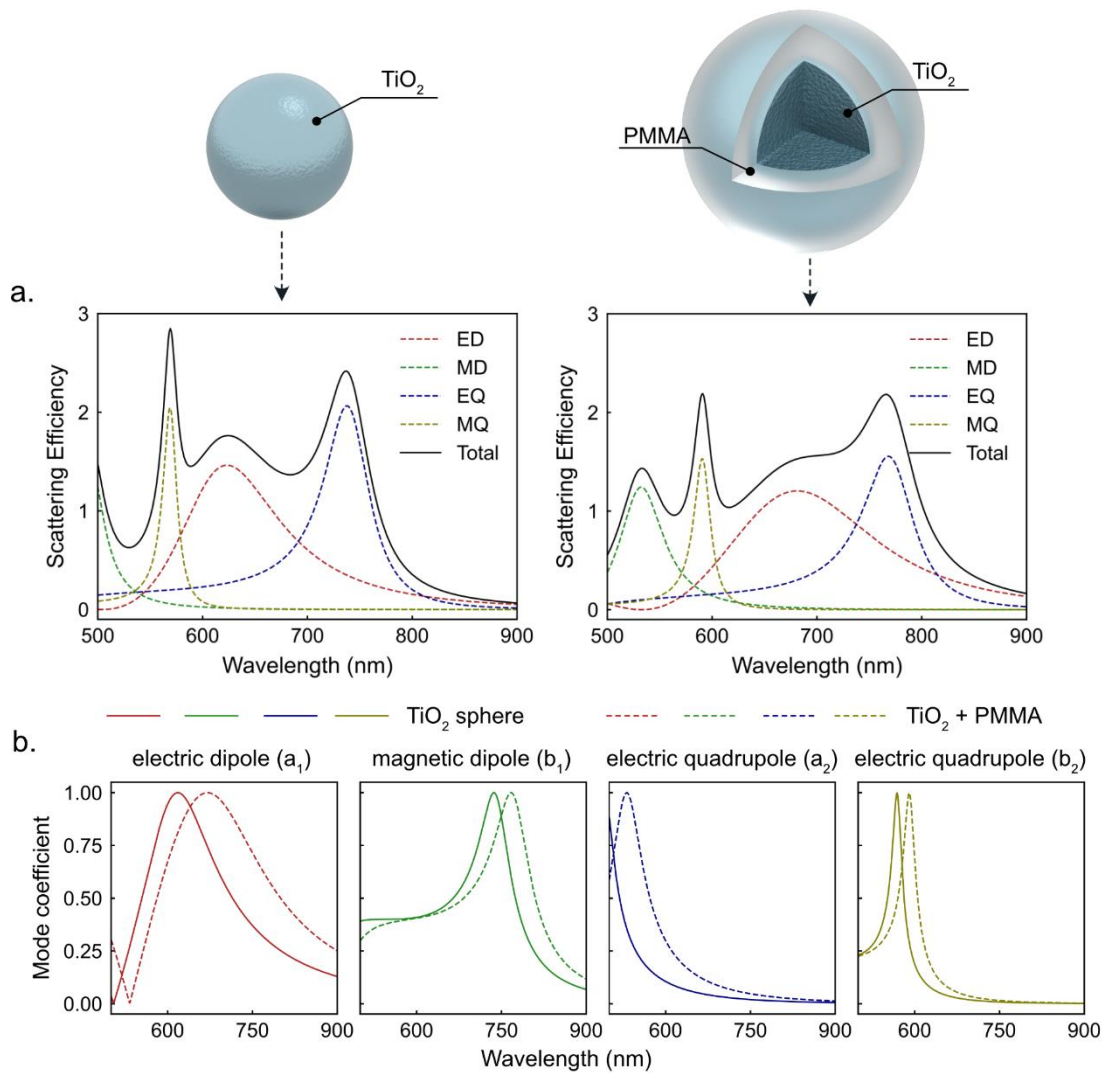 TiO₂
TiO₂
PMMA
a.
3
2
1
0
Scattering Efficiency
500 600 700 800 900
Wavelength (nm)
ED
MD
EQ
MQ
Total
3
2
1
0
Scattering Efficiency
500 600 700 800 900
Wavelength (nm)
ED
MD
EQ
MQ
Total
TiO₂ sphere
TiO₂ + PMMA
b.
electric dipole (a₁)
magnetic dipole (b₁)
electric quadrupole (a₂)
electric quadrupole (b₂)
Mode coefficient
1.00
0.75
0.50
0.25
0.00
600 750 900
600 750 900
600 750 900
600 750 900
Wavelength (nm)